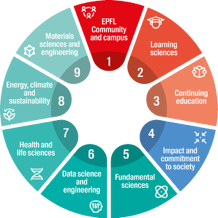 EPFL
Community
and campus
1
Learning
sciences
2
Continuing
education
3
Impact and
commitment
to society
4
Fundamental
sciences
5
Data science and
engineering
6
Health and
life sciences
7
Energy, climate
and
sustainability
8
Materials
sciences and
engineering
9